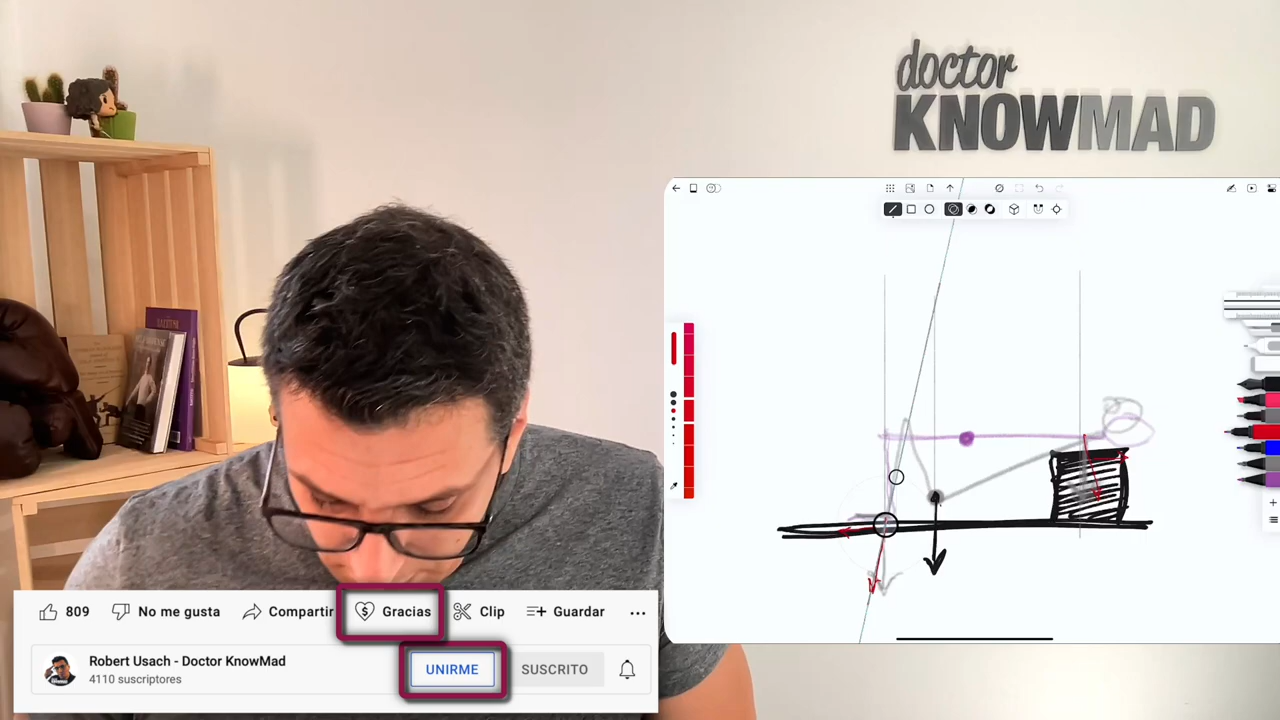 doctor
KNOWMAD
809
No me gusta
Compartir
Gracias
Clip
Guardar
Robert Usach - Doctor KnowMad
4110 suscriptores
UNIRME
SUSCRITO